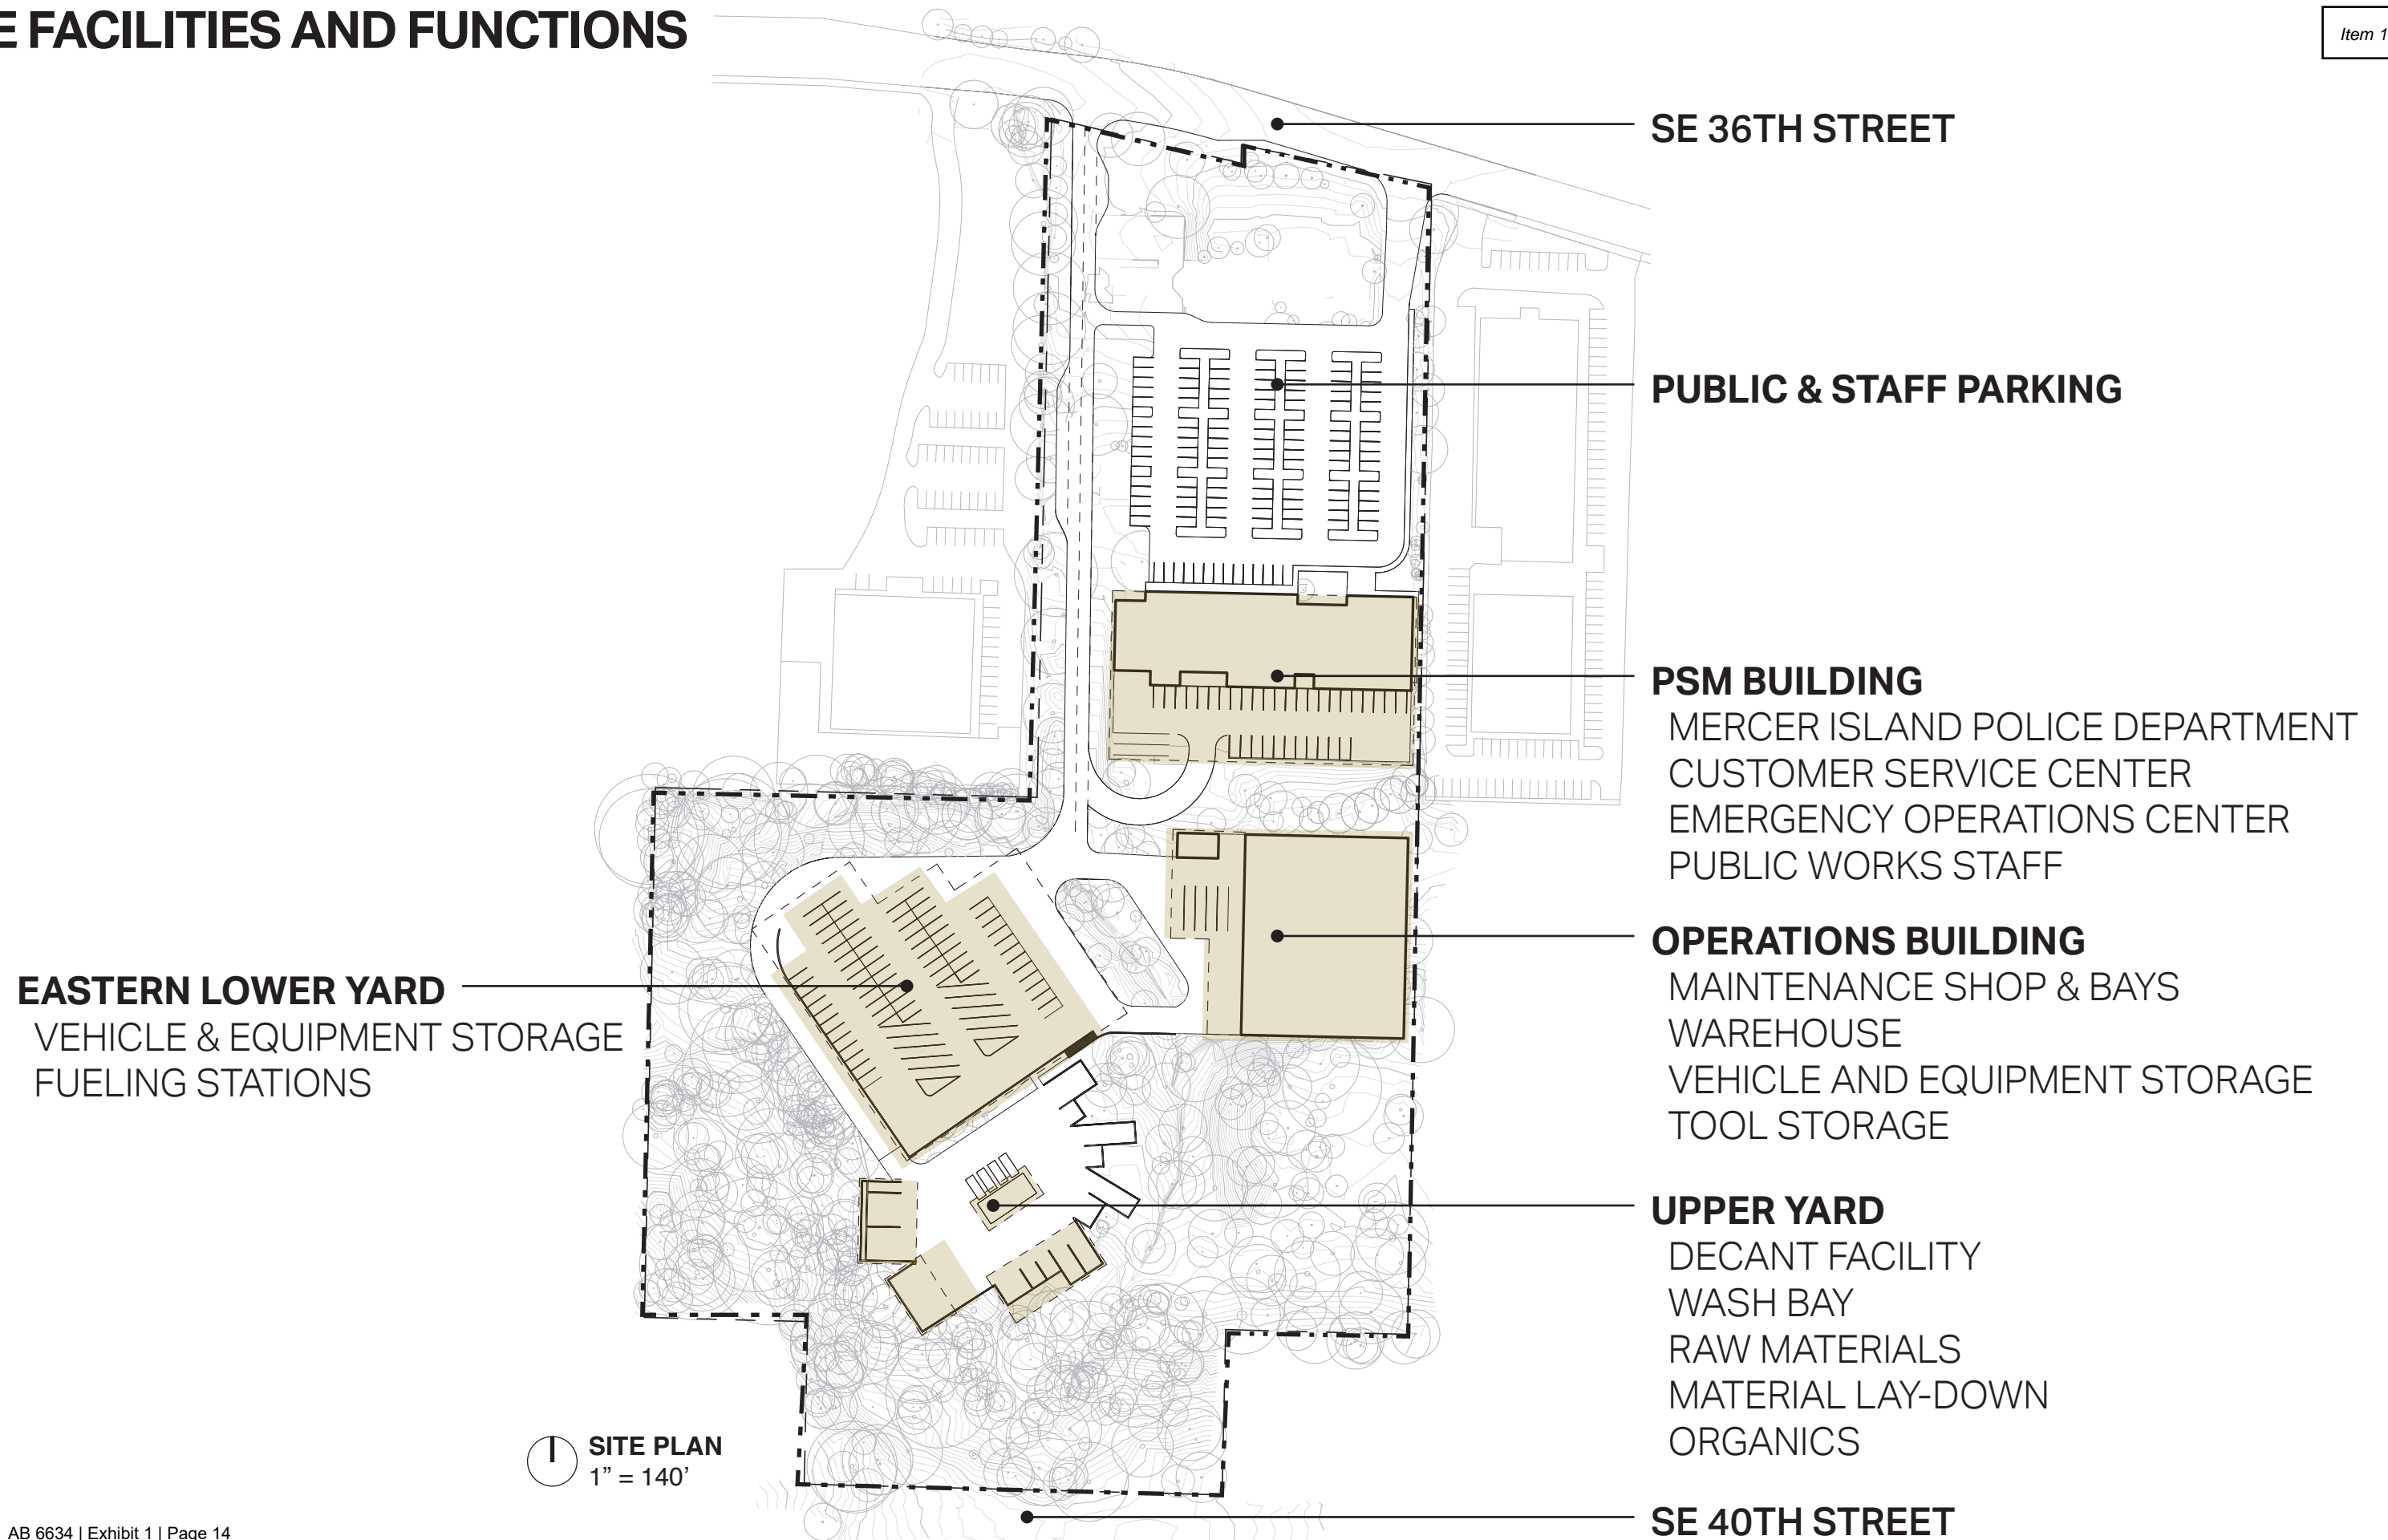 E FACILITIES AND FUNCTIONS
Item 1
SE 36TH STREET
PUBLIC & STAFF PARKING
PSM BUILDING
MERCER ISLAND POLICE DEPARTMENT
CUSTOMER SERVICE CENTER
EMERGENCY OPERATIONS CENTER
PUBLIC WORKS STAFF
OPERATIONS BUILDING
MAINTENANCE SHOP & BAYS
WAREHOUSE
VEHICLE AND EQUIPMENT STORAGE
TOOL STORAGE
EASTERN LOWER YARD
VEHICLE & EQUIPMENT STORAGE
FUELING STATIONS
UPPER YARD
DECANT FACILITY
WASH BAY
RAW MATERIALS
MATERIAL LAY-DOWN
ORGANICS
SITE PLAN
1” = 140’
SE 40TH STREET
AB 6634 | Exhibit 1 | Page 14